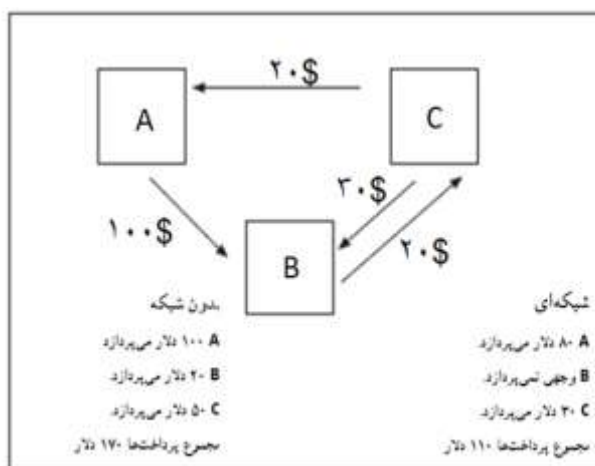 ۲۰$
A
C
۳۰$
۱۰۰$
۲۰$
B
شبکه‌ای
A ۸۰ دلار می‌پردازد.
B وجهی نمی‌پردازد.
C ۳۰ دلار می‌پردازد.
مجموع پرداخت‌ها ۱۱۰ دلار
بدون شبکه
A ۱۰۰ دلار می‌پردازد
B ۲۰ دلار می‌پردازد.
C ۵۰ دلار می‌پردازد.
مجموع پرداخت‌ها ۱۷۰ دلار